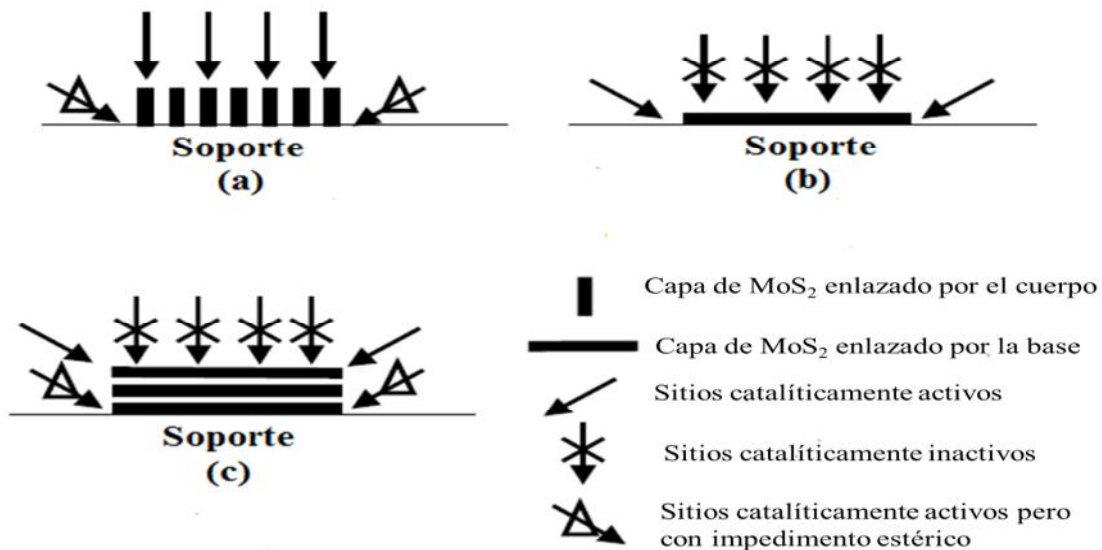 Soporte
(a)
Soporte
(b)
Soporte
(c)
Capa de MoS₂ enlazado por el cuerpo
Capa de MoS₂ enlazado por la base
Sitios catalíticamente activos
Sitios catalíticamente inactivos
Sitios catalíticamente activos pero
con impedimento estérico